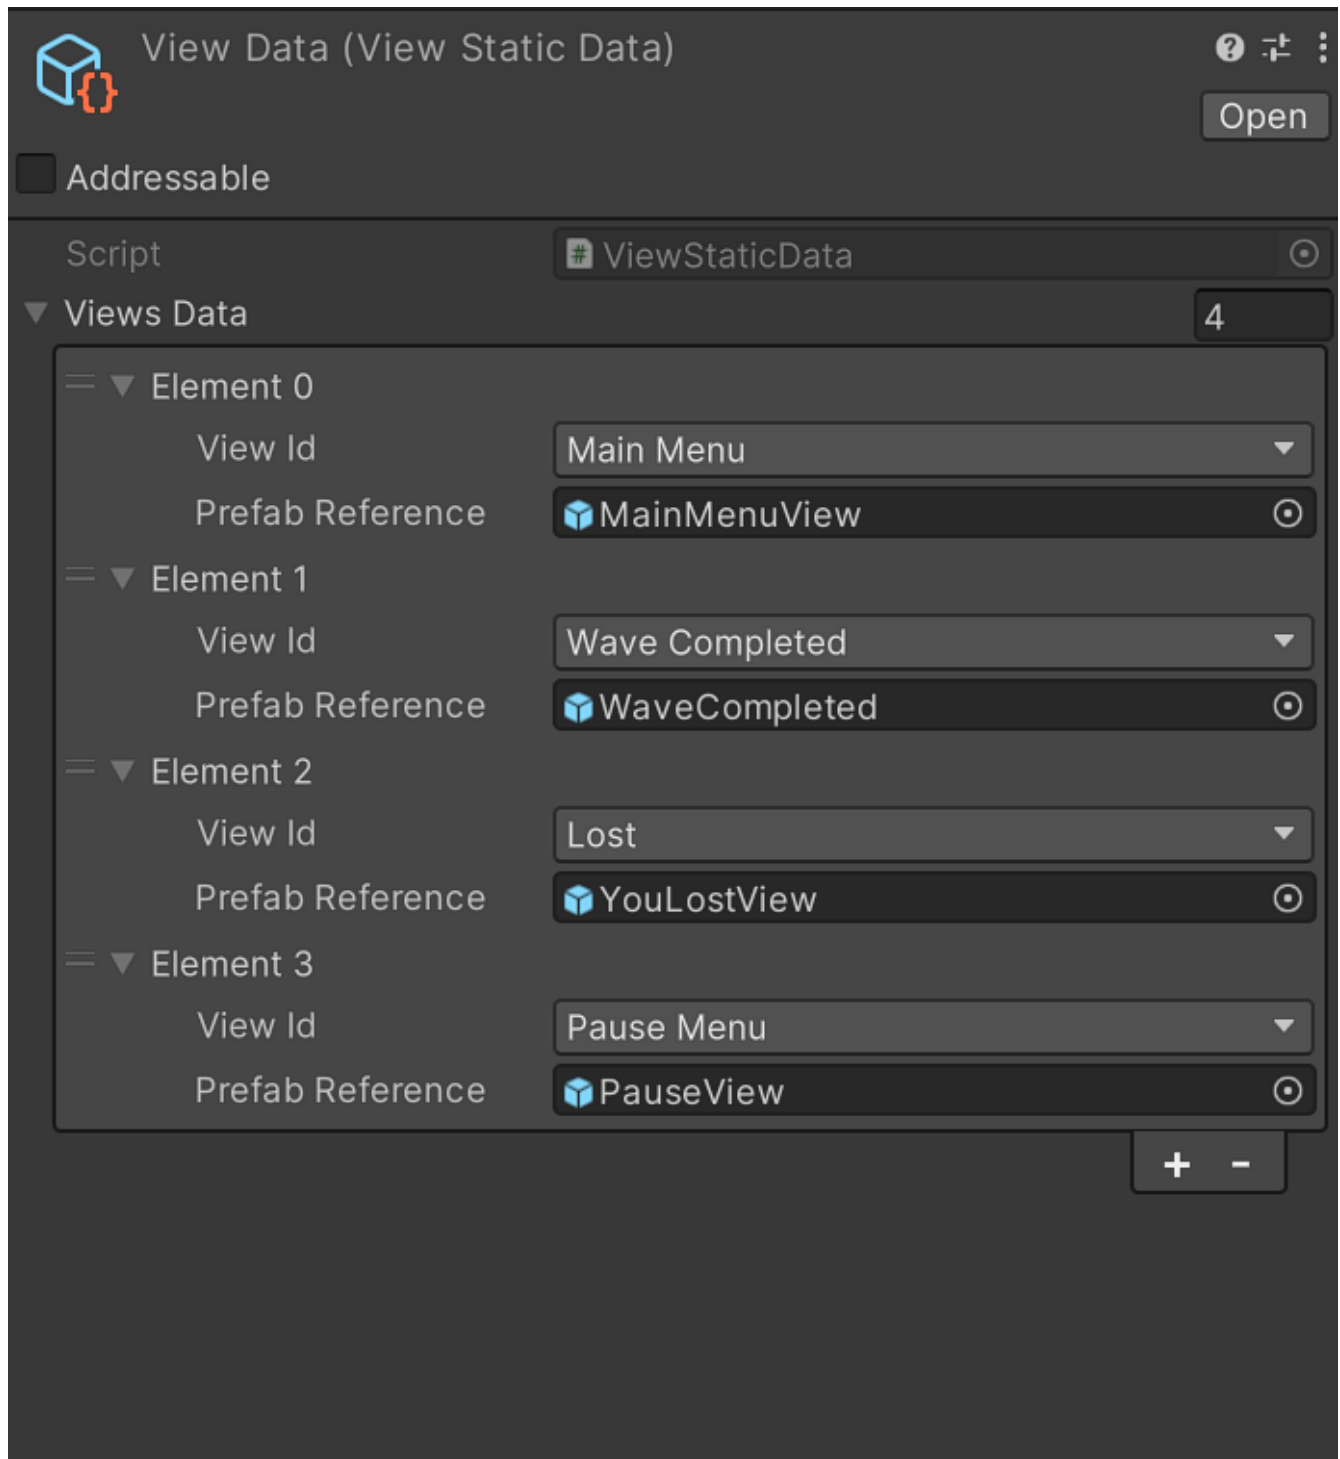 View Data (View Static Data)
Open
Addressable
Script ViewStaticData
Views Data 4
Element 0
View Id Main Menu
Prefab Reference MainMenuView
Element 1
View Id Wave Completed
Prefab Reference WaveCompleted
Element 2
View Id Lost
Prefab Reference YouLostView
Element 3
View Id Pause Menu
Prefab Reference PauseView
+ -